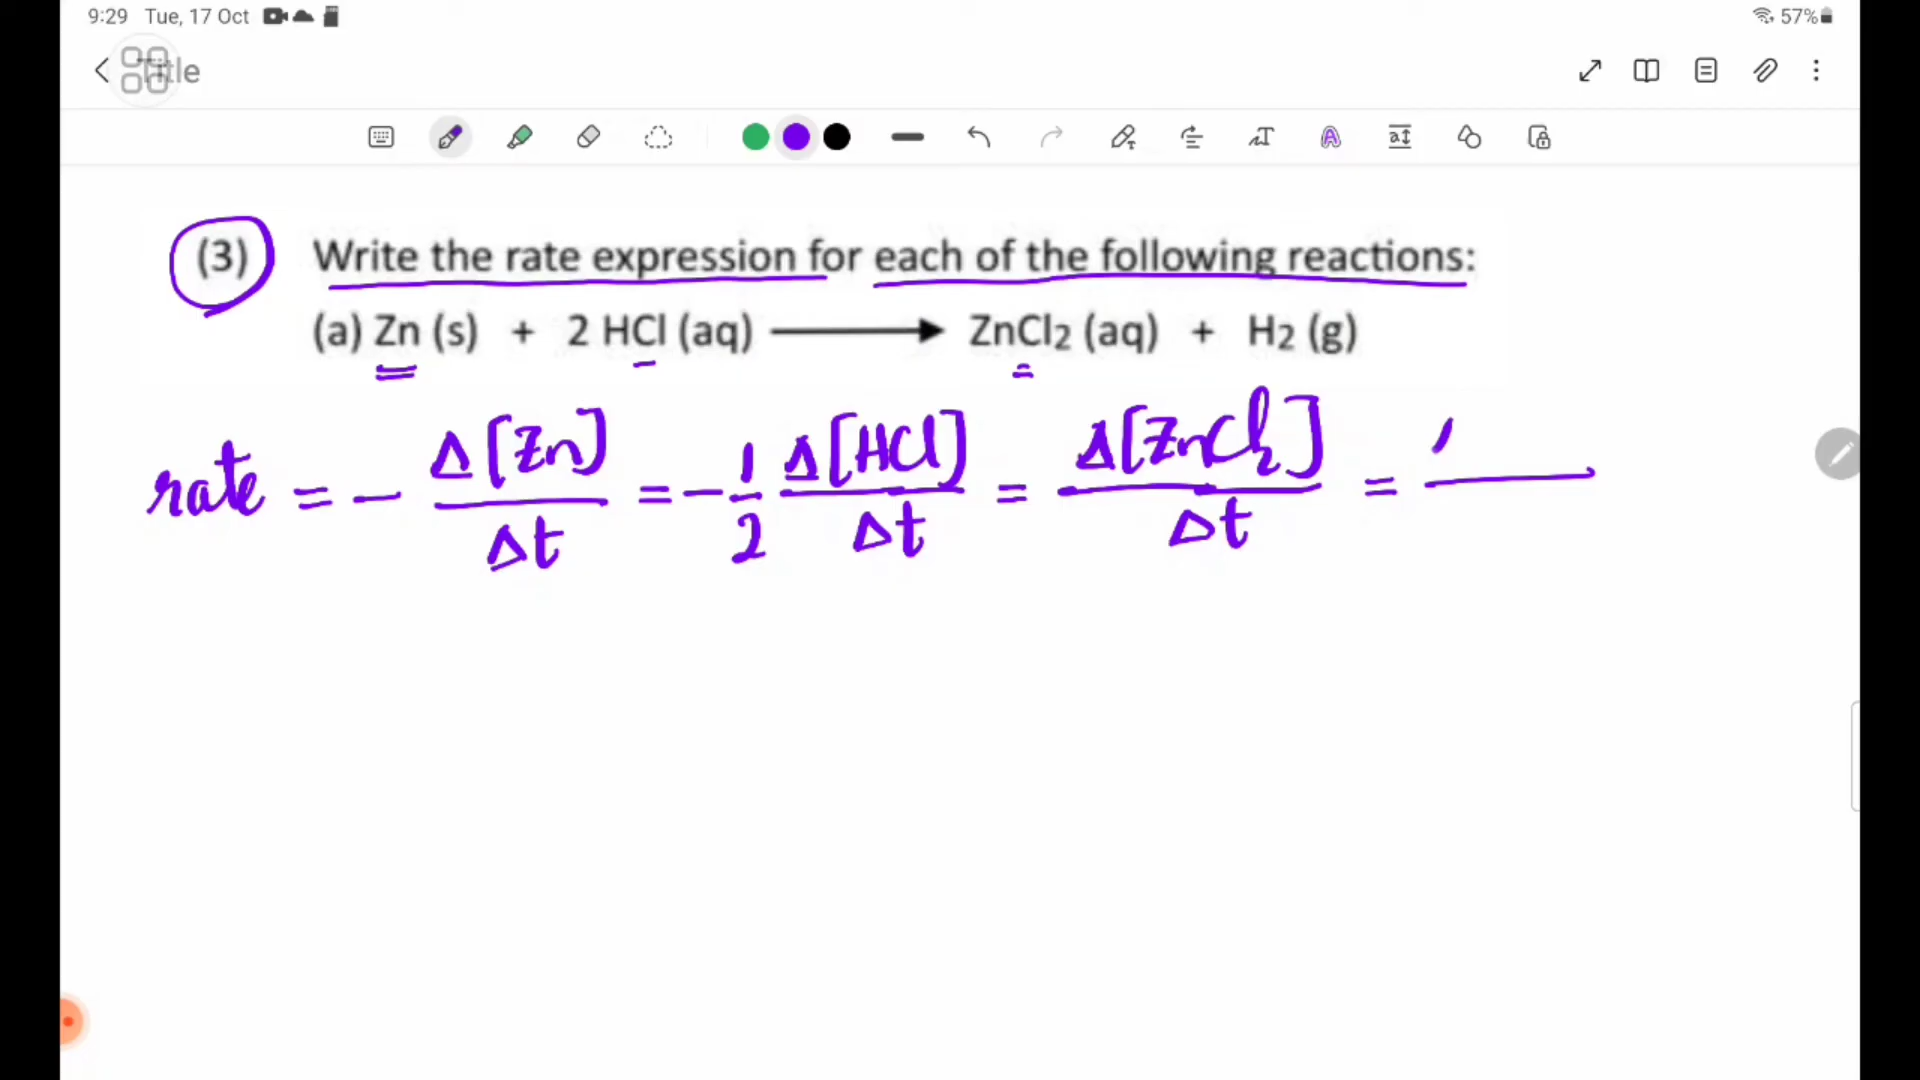 9:29 Tue, 17 Oct 57%
Title
(3) Write the rate expression for each of the following reactions:
(a) Zn (s) + 2 HCl (aq) ⟶ ZnCl₂ (aq) + H₂ (g)
rate = - Δ[Zn]/Δt = - 1/2 Δ[HCl]/Δt = Δ[ZnCl₂]/Δt =